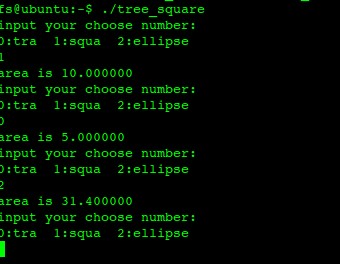 fs@ubuntu:~$ ./tree_square
input your choose number:
0:tra  1:squa  2:ellipse
1
area is 10.000000
input your choose number:
0:tra  1:squa  2:ellipse
0
area is 5.000000
input your choose number:
0:tra  1:squa  2:ellipse
2
area is 31.400000
input your choose number:
0:tra  1:squa  2:ellipse